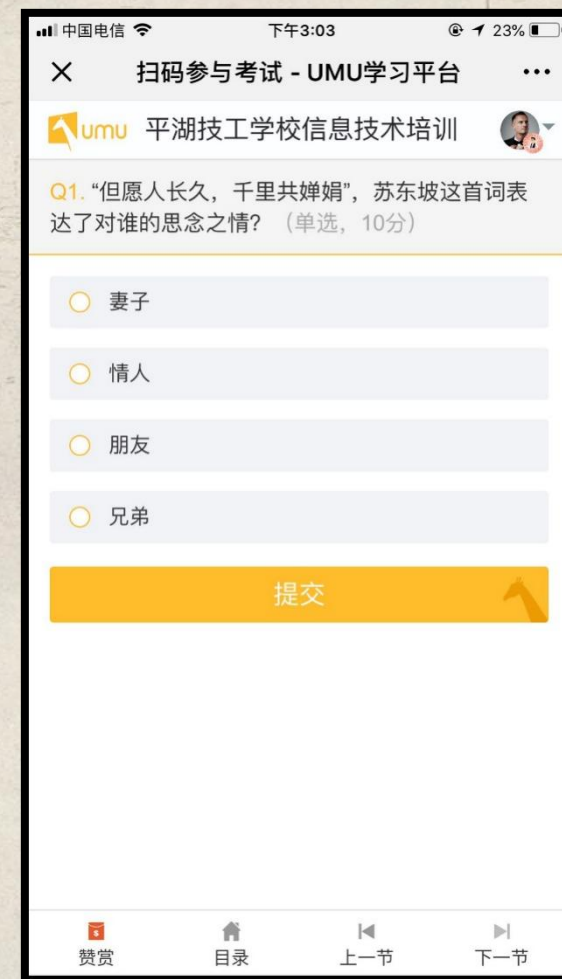 中国电信 下午3:03 23%
扫码参与考试 - UMU学习平台
umu 平湖技工学校信息技术培训
Q1. “但愿人长久，千里共婵娟”，苏东坡这首词表
达了对谁的思念之情？（单选，10分）
妻子
情人
朋友
兄弟
提交
赞赏 目录 上一节 下一节